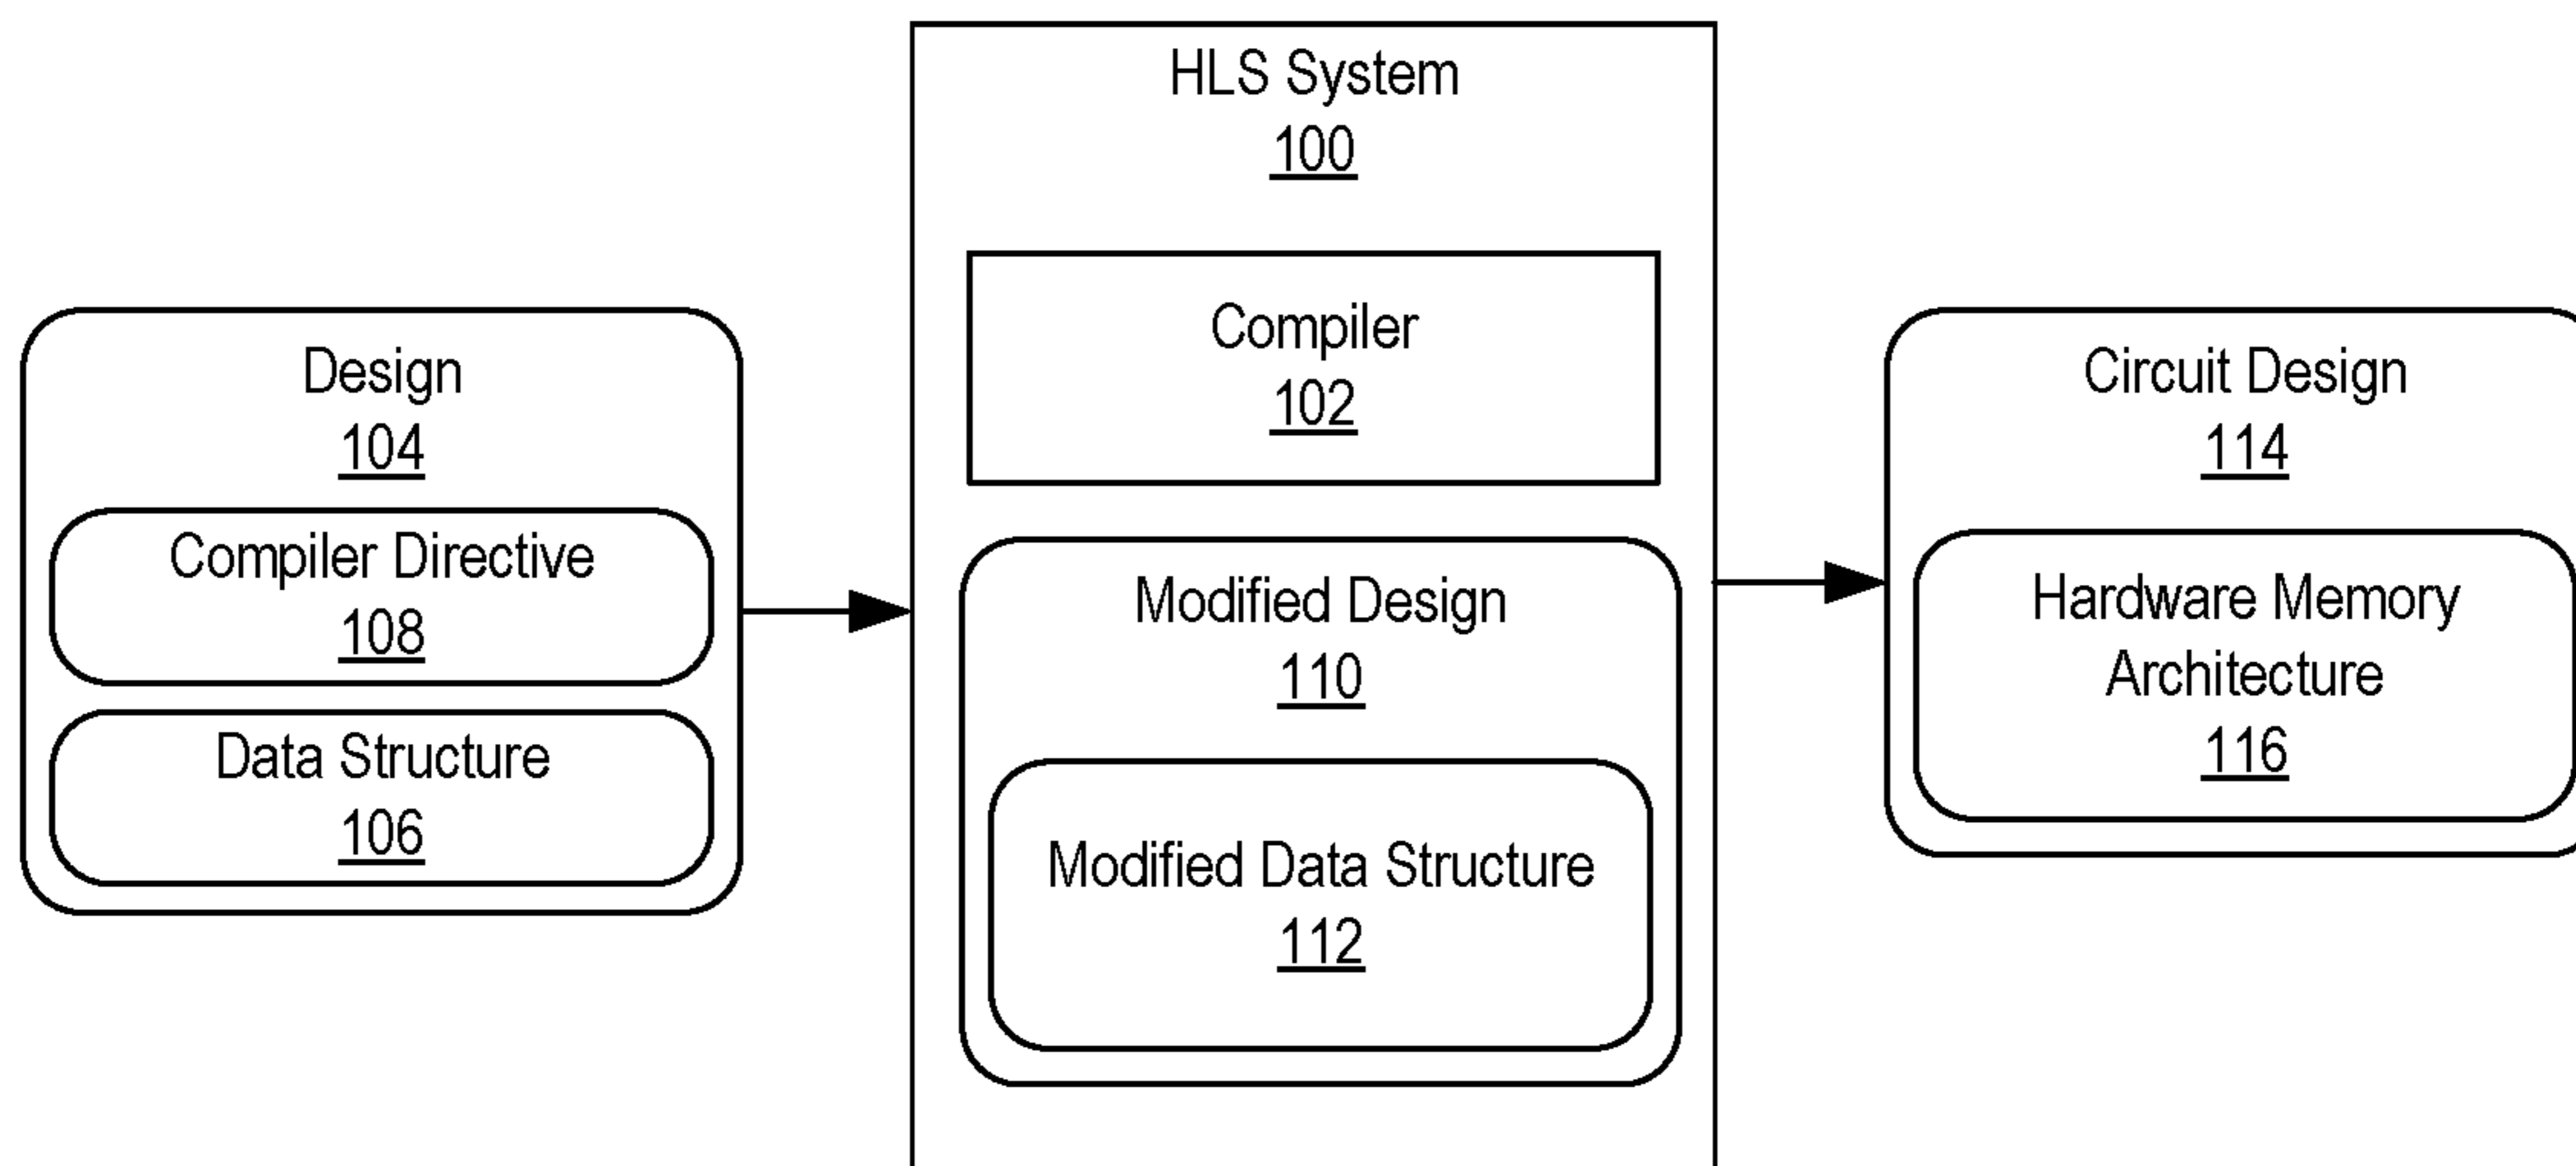 Design
104
Compiler Directive
108
Data Structure
106
HLS System
100
Compiler
102
Modified Design
110
Modified Data Structure
112
Circuit Design
114
Hardware Memory
Architecture
116